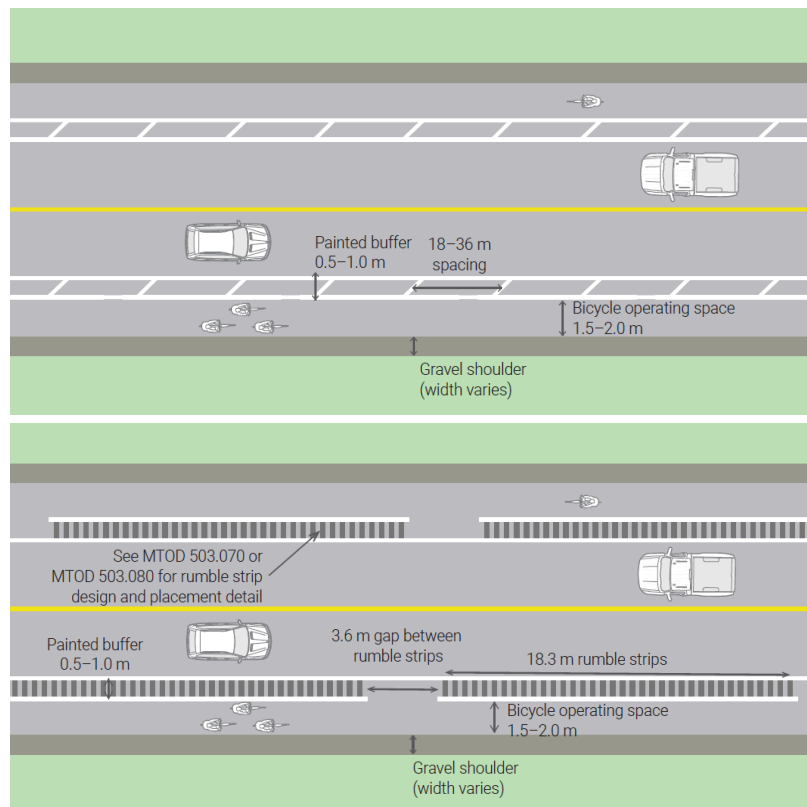 Painted buffer
0.5–1.0 m
18–36 m
spacing
Bicycle operating space
1.5–2.0 m
Gravel shoulder
(width varies)
See MTOD 503.070 or
MTOD 503.080 for rumble strip
design and placement detail
Painted buffer
0.5–1.0 m
3.6 m gap between
rumble strips
18.3 m rumble strips
Bicycle operating space
1.5–2.0 m
Gravel shoulder
(width varies)